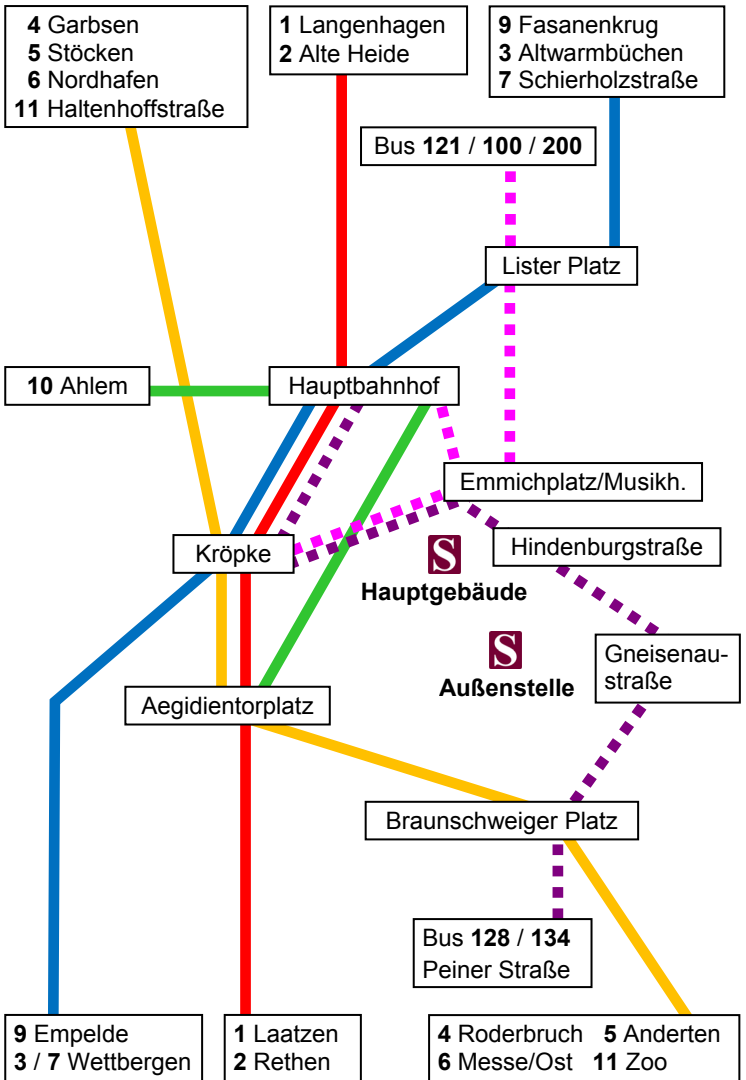 4 Garbsen
5 Stöcken
6 Nordhafen
11 Haltenhoffstraße
1 Langenhagen
2 Alte Heide
9 Fasanenkrug
3 Altwarmbüchen
7 Schierholzstraße
Bus 121 / 100 / 200
Lister Platz
10 Ahlem
Hauptbahnhof
Emmichplatz/Musikh.
Kröpke
Hindenburgstraße
S
Hauptgebäude
S
Außenstelle
Gneisenau-
straße
Aegidientorplatz
Braunschweiger Platz
Bus 128 / 134
Peiner Straße
9 Empelde
3 / 7 Wettbergen
1 Laatzen
2 Rethen
4 Roderbruch 5 Anderten
6 Messe/Ost 11 Zoo